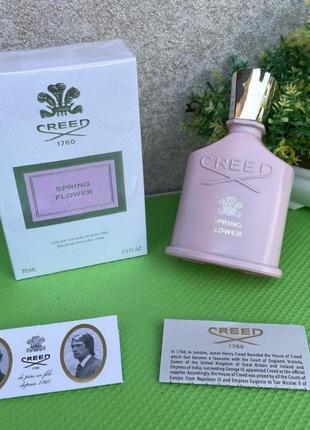 CREED
1760
SPRING
FLOWER
75 ML
CREED
SPRING
FLOWER
CREED
de père en fils
depuis 1760
CREED
1760
In 1760, in London, James Henry Creed founded the House of Creed
which fast became a favourite with the Court of England. Victoria,
Queen of the United Kingdom of Great Britain and Ireland and
Empress of India, succeeding George III, appointed Creed as the official
supplier. Accordingly, the House of Creed was prized by all the Courts of
Europe. From Napoleon III and Empress Eugenie to Tsar Nicolas II of